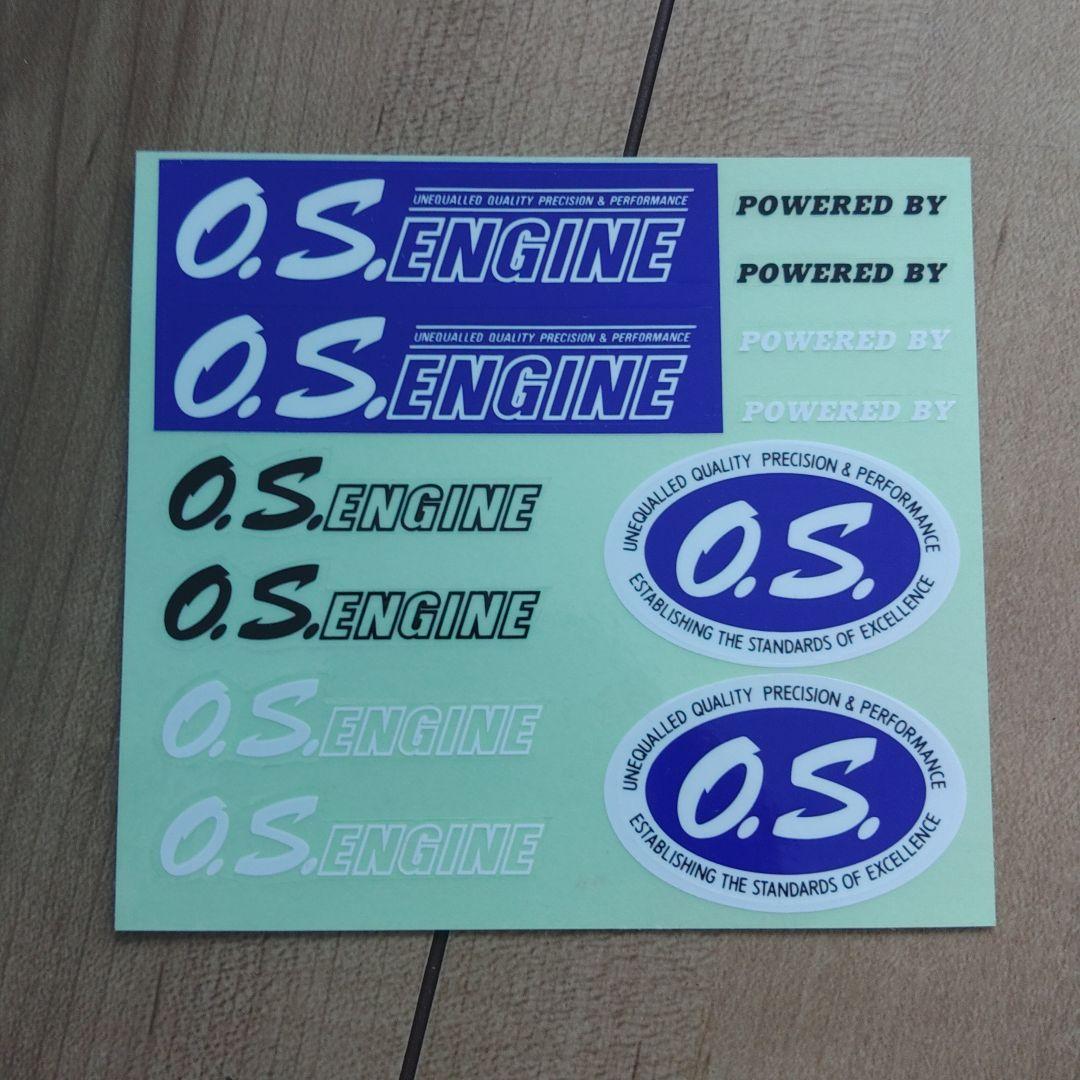 UNEQUALLED QUALITY PRECISION & PERFORMANCE
O.S. ENGINE
UNEQUALLED QUALITY PRECISION & PERFORMANCE
O.S. ENGINE
POWERED BY
POWERED BY
POWERED BY
POWERED BY
O.S. ENGINE
O.S. ENGINE
O.S. ENGINE
O.S. ENGINE
UNEQUALLED QUALITY PRECISION & PERFORMANCE
O.S.
ESTABLISHING THE STANDARDS OF EXCELLENCE
UNEQUALLED QUALITY PRECISION & PERFORMANCE
O.S.
ESTABLISHING THE STANDARDS OF EXCELLENCE